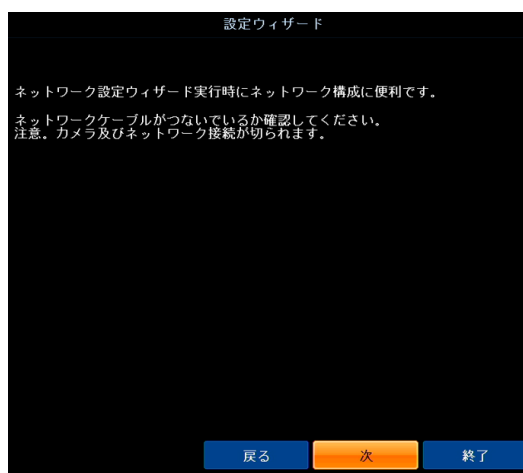 設定ウィザード
ネットワーク設定ウィザード実行時にネットワーク構成に便利です。
ネットワークケーブルがつないでいるか確認してください。
注意。カメラ及びネットワーク接続が切られます。
戻る 次 終了